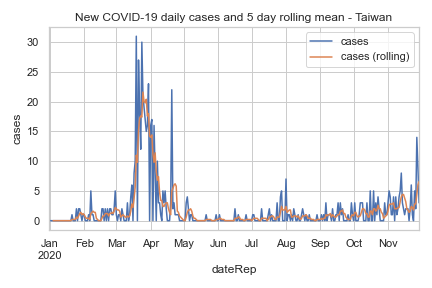 New COVID-19 daily cases and 5 day rolling mean - Taiwan
cases
cases (rolling)
30
25
20
15
10
5
0
cases
Jan Feb Mar Apr May Jun Jul Aug Sep Oct Nov
2020
dateRep